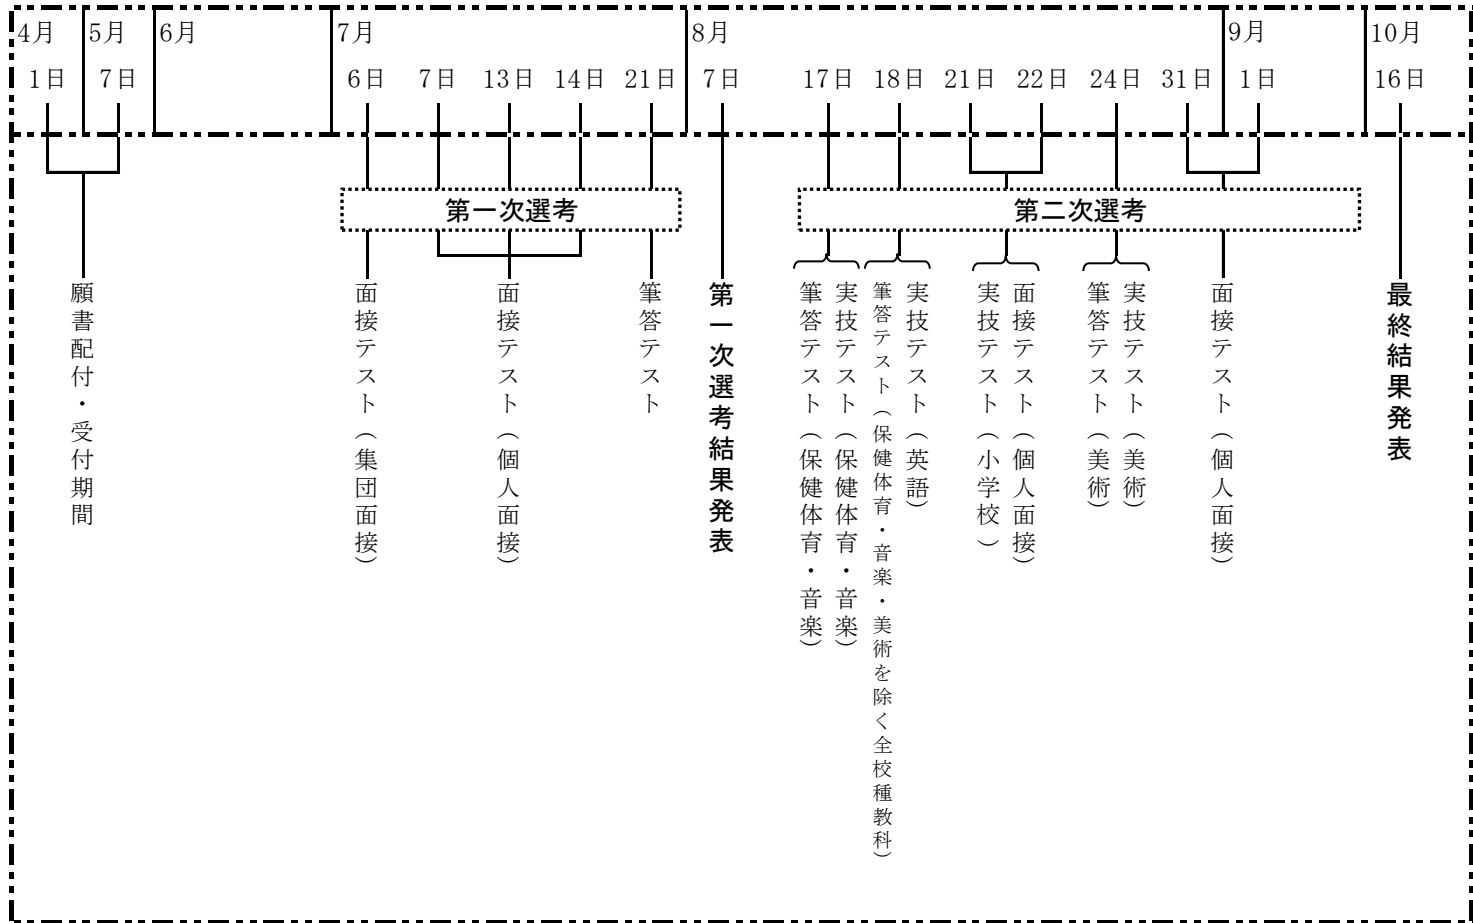 4月
5月
6月
7月
8月
9月
10月
1日
7日
6日
7日
13日
14日
21日
7日
17日
18日
21日
22日
24日
31日
1日
16日
第一次選考
第二次選考
願書配付・受付期間
面接テスト（集団面接）
面接テスト（個人面接）
筆答テスト
第一次選考結果発表
実技テスト（保健体育・音楽）
筆答テスト（保健体育・音楽）
実技テスト（英語）
筆答テスト（保健体育・音楽・美術を除く全校種教科）
面接テスト（個人面接）
実技テスト（小学校）
実技テスト（美術）
筆答テスト（美術）
面接テスト（個人面接）
最終結果発表